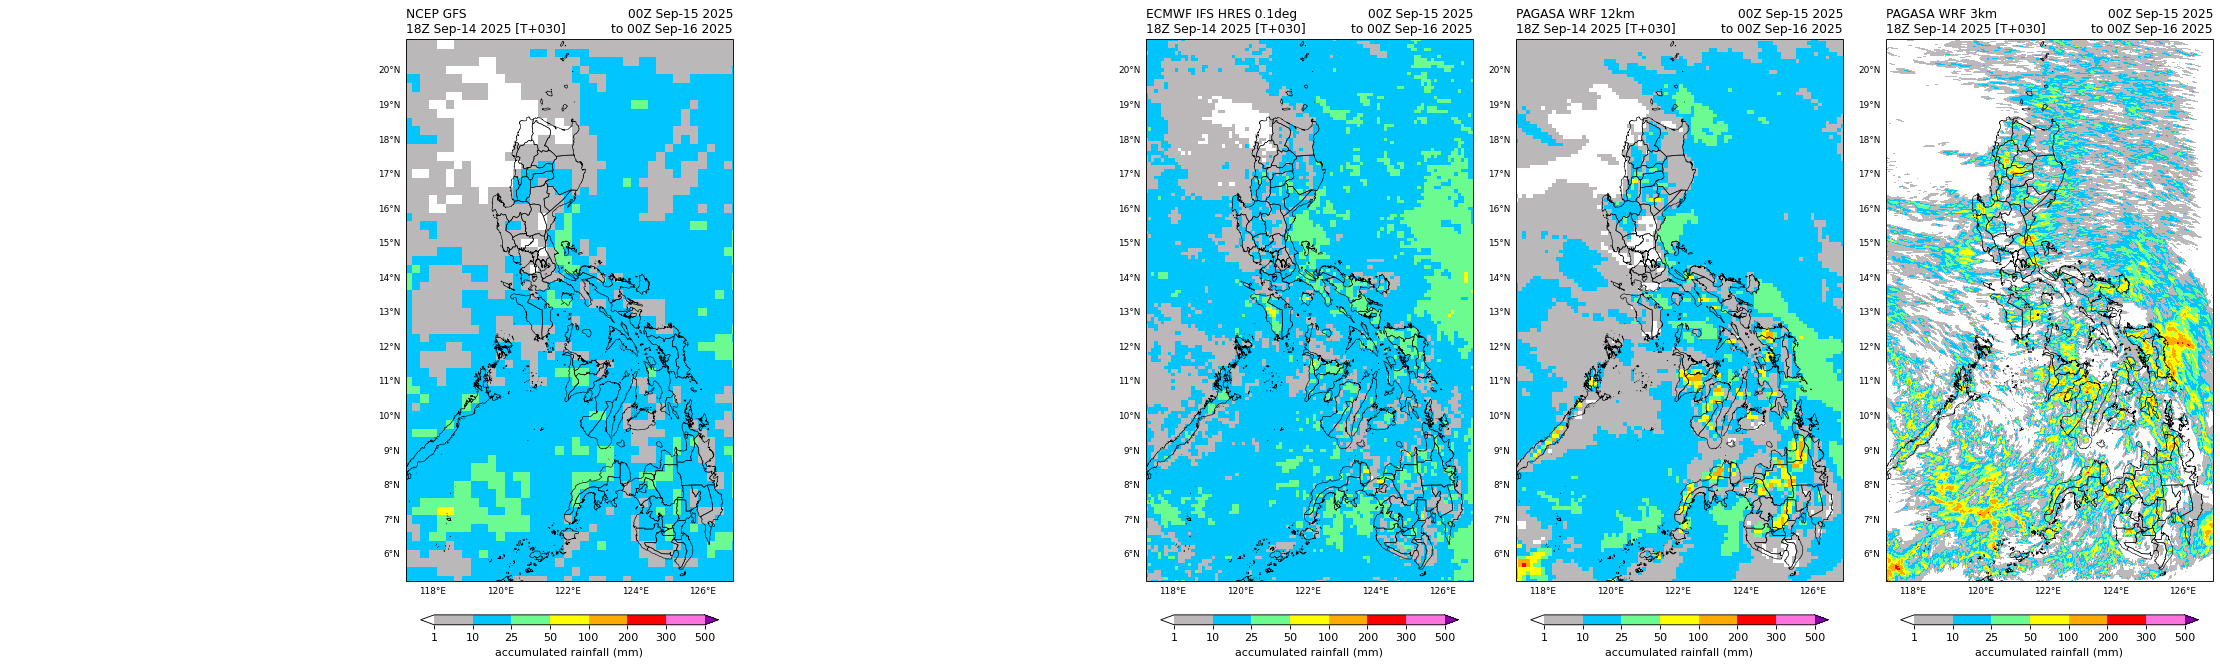 NCEP GFS 00Z Sep-15 2025
18Z Sep-14 2025 [T+030] to 00Z Sep-16 2025
20°N
19°N
18°N
17°N
16°N
15°N
14°N
13°N
12°N
11°N
10°N
9°N
8°N
7°N
6°N
118°E 120°E 122°E 124°E 126°E
1 10 25 50 100 200 300 500
accumulated rainfall (mm)
ECMWF IFS HRES 0.1deg 00Z Sep-15 2025
18Z Sep-14 2025 [T+030] to 00Z Sep-16 2025
20°N
19°N
18°N
17°N
16°N
15°N
14°N
13°N
12°N
11°N
10°N
9°N
8°N
7°N
6°N
118°E 120°E 122°E 124°E 126°E
1 10 25 50 100 200 300 500
accumulated rainfall (mm)
PAGASA WRF 12km 00Z Sep-15 2025
18Z Sep-14 2025 [T+030] to 00Z Sep-16 2025
20°N
19°N
18°N
17°N
16°N
15°N
14°N
13°N
12°N
11°N
10°N
9°N
8°N
7°N
6°N
118°E 120°E 122°E 124°E 126°E
1 10 25 50 100 200 300 500
accumulated rainfall (mm)
PAGASA WRF 3km 00Z Sep-15 2025
18Z Sep-14 2025 [T+030] to 00Z Sep-16 2025
20°N
19°N
18°N
17°N
16°N
15°N
14°N
13°N
12°N
11°N
10°N
9°N
8°N
7°N
6°N
118°E 120°E 122°E 124°E 126°E
1 10 25 50 100 200 300 500
accumulated rainfall (mm)